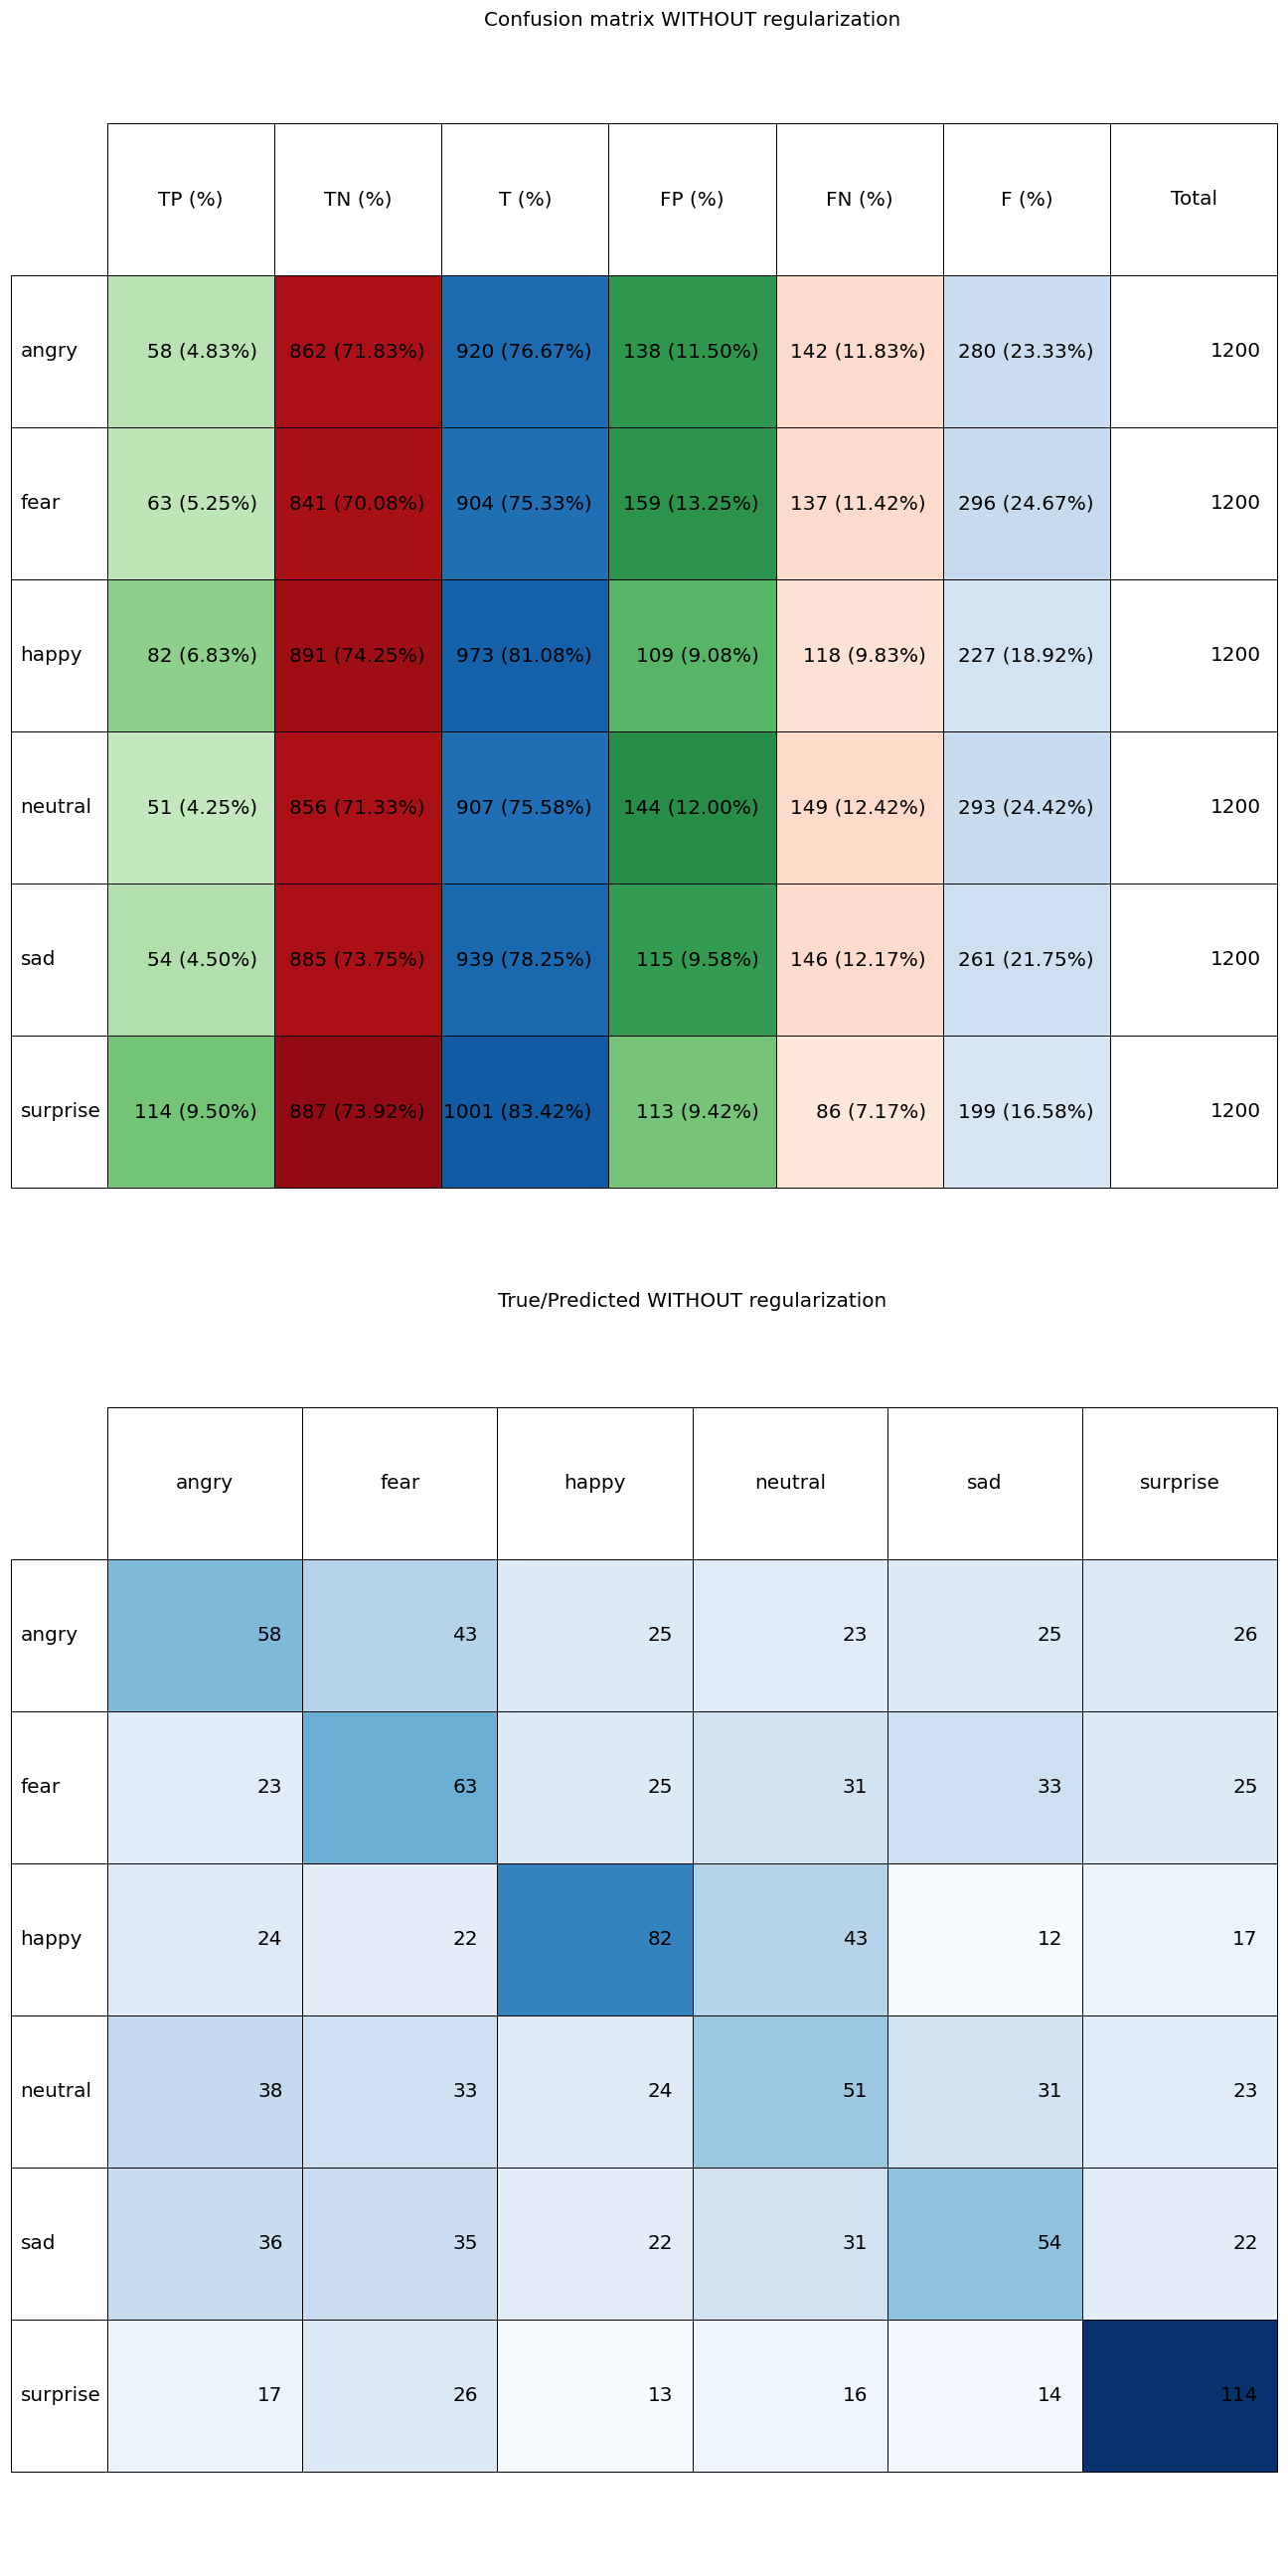 Confusion matrix WITHOUT regularization
TP (%) TN (%) T (%) FP (%) FN (%) F (%) Total
angry 58 (4.83%) 862 (71.83%) 920 (76.67%) 138 (11.50%) 142 (11.83%) 280 (23.33%) 1200
fear 63 (5.25%) 841 (70.08%) 904 (75.33%) 159 (13.25%) 137 (11.42%) 296 (24.67%) 1200
happy 82 (6.83%) 891 (74.25%) 973 (81.08%) 109 (9.08%) 118 (9.83%) 227 (18.92%) 1200
neutral 51 (4.25%) 856 (71.33%) 907 (75.58%) 144 (12.00%) 149 (12.42%) 293 (24.42%) 1200
sad 54 (4.50%) 885 (73.75%) 939 (78.25%) 115 (9.58%) 146 (12.17%) 261 (21.75%) 1200
surprise 114 (9.50%) 887 (73.92%) 1001 (83.42%) 113 (9.42%) 86 (7.17%) 199 (16.58%) 1200
True/Predicted WITHOUT regularization
angry fear happy neutral sad surprise
angry 58 43 25 23 25 26
fear 23 63 25 31 33 25
happy 24 22 82 43 12 17
neutral 38 33 24 51 31 23
sad 36 35 22 31 54 22
surprise 17 26 13 16 14 114